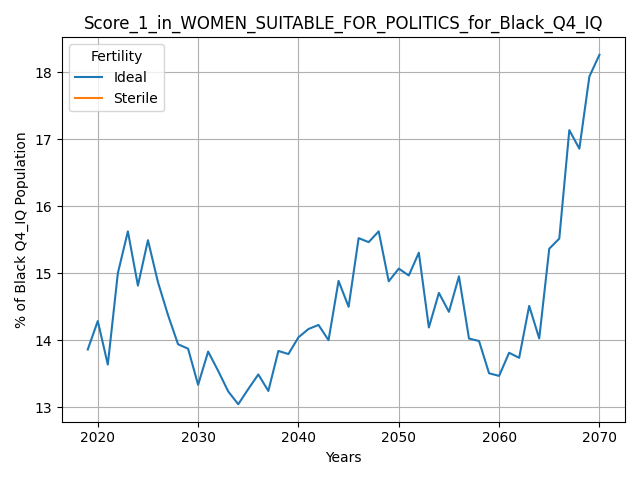 Score_1_in_WOMEN_SUITABLE_FOR_POLITICS_for_Black_Q4_IQ
Fertility
Ideal
Sterile
% of Black Q4_IQ Population
18
17
16
15
14
13
2020
2030
2040
2050
2060
2070
Years